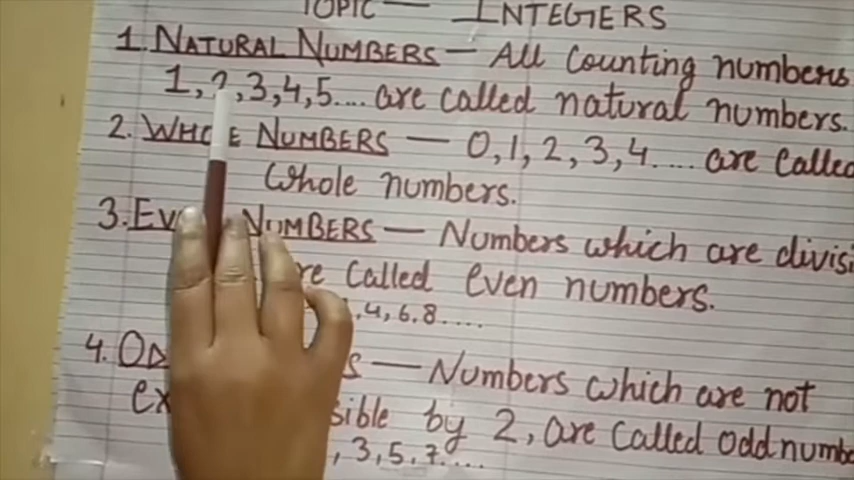 TOPIC — INTEGERS
1. NATURAL NUMBERS — All counting numbers
1, 2, 3, 4, 5.... are called natural numbers.
2. NUMBERS — 0, 1, 2, 3, 4.... are called
Whole numbers.
3. NUMBERS — Numbers which are
called even numbers.
4, 6, 8.....
4. — Numbers which are not
by 2, are called odd
3, 5, 7.....